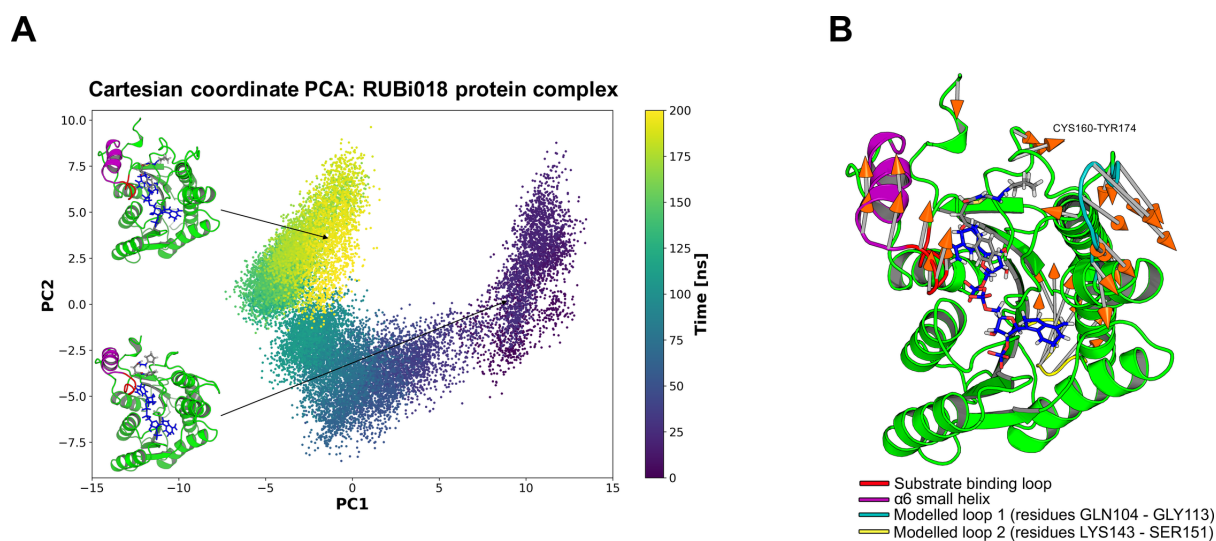 A
B
Cartesian coordinate PCA: RUBi018 protein complex
PC2
10.0
7.5
5.0
2.5
0.0
−2.5
−5.0
−7.5
−15
−10
−5
0
5
10
15
PC1
200
175
150
125
100
75
50
25
0
Time [ns]
CYS160-TYR174
Substrate binding loop
α6 small helix
Modelled loop 1 (residues GLN104 - GLY113)
Modelled loop 2 (residues LYS143 - SER151)